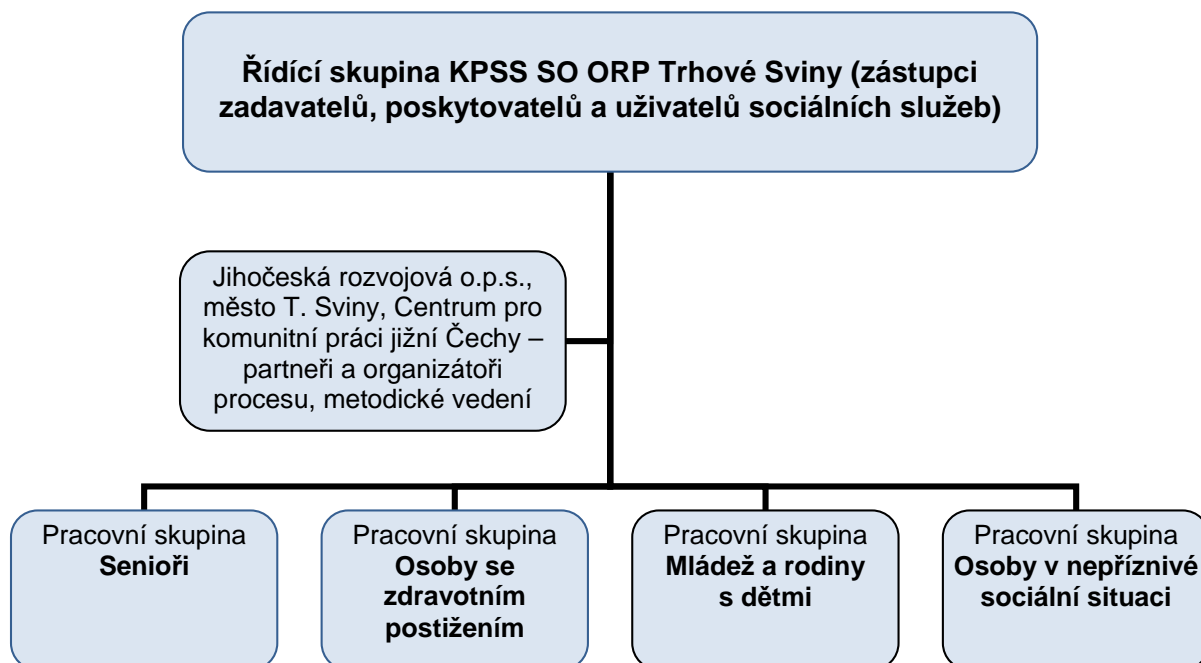 Řídící skupina KPSS SO ORP Trhové Sviny (zástupci
zadavatelů, poskytovatelů a uživatelů sociálních služeb)
Jihočeská rozvojová o.p.s.,
město T. Sviny, Centrum pro
komunitní práci jižní Čechy –
partneři a organizátoři
procesu, metodické vedení
Pracovní skupina
Senioři
Pracovní skupina
Osoby se
zdravotním
postižením
Pracovní skupina
Mládež a rodiny
s dětmi
Pracovní skupina
Osoby v nepříznivé
sociální situaci